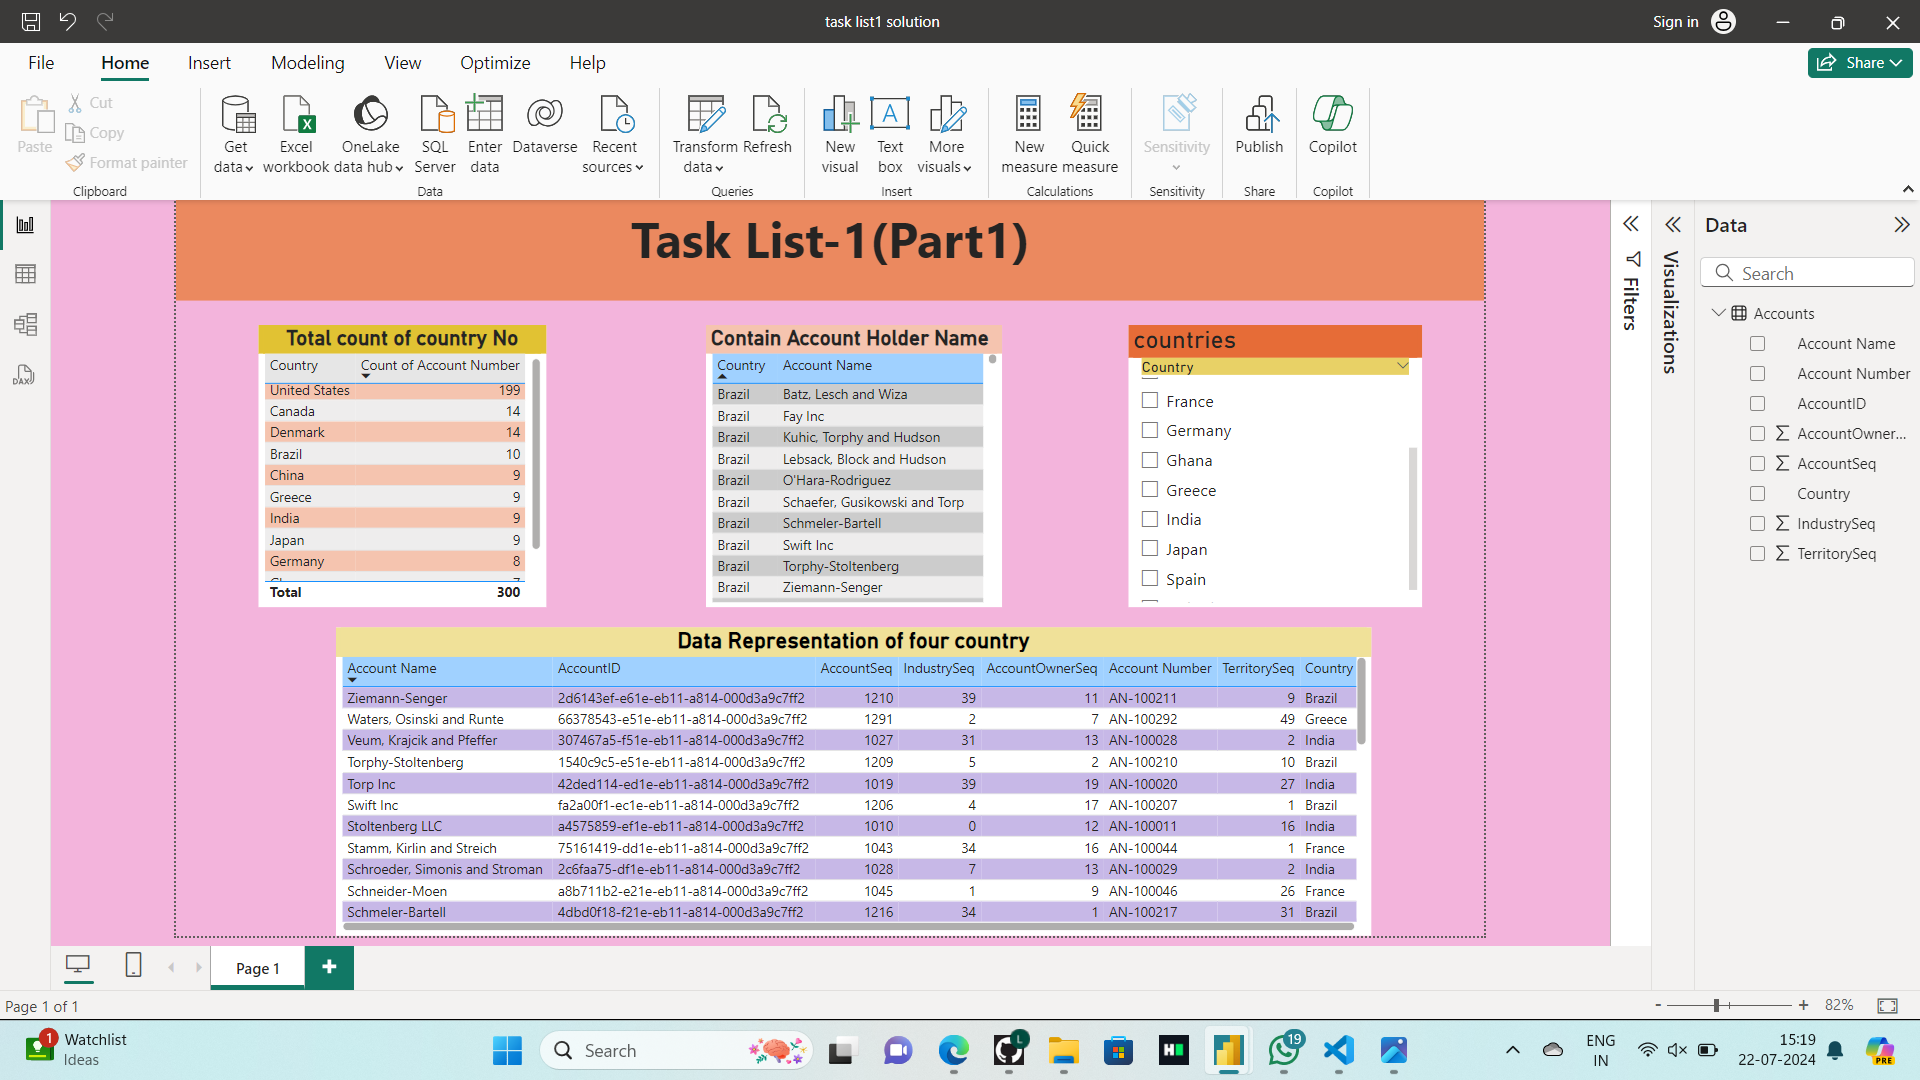 task list1 solution
Sign in
File Home Insert Modeling View Optimize Help
Share
Paste
Cut
Copy
Format painter
Clipboard
Get data
Excel workbook
OneLake data hub
SQL Server
Enter data
Dataverse
Recent sources
Data
Transform data
Refresh
Queries
New visual
Text box
More visuals
Insert
New measure
Quick measure
Calculations
Sensitivity
Sensitivity
Publish
Share
Copilot
Copilot
Task List-1(Part1)
Total count of country No
Country Count of Account Number
United States 199
Canada 14
Denmark 14
Brazil 10
China 9
Greece 9
India 9
Japan 9
Germany 8
Total 300
Contain Account Holder Name
Country Account Name
Brazil Batz, Lesch and Wiza
Brazil Fay Inc
Brazil Kuhic, Torphy and Hudson
Brazil Lebsack, Block and Hudson
Brazil O'Hara-Rodriguez
Brazil Schaefer, Gusikowski and Torp
Brazil Schmeler-Bartell
Brazil Swift Inc
Brazil Torphy-Stoltenberg
Brazil Ziemann-Senger
countries
Country
France
Germany
Ghana
Greece
India
Japan
Spain
Data Representation of four country
Account Name AccountID AccountSeq IndustrySeq AccountOwnerSeq Account Number TerritorySeq Country
Ziemann-Senger 2d6143ef-e61e-eb11-a814-000d3a9c7ff2 1210 39 11 AN-100211 9 Brazil
Waters, Osinski and Runte 66378543-e51e-eb11-a814-000d3a9c7ff2 1291 2 7 AN-100292 49 Greece
Veum, Krajcik and Pfeffer 307467a5-f51e-eb11-a814-000d3a9c7ff2 1027 31 13 AN-100028 2 India
Torphy-Stoltenberg 1540c9c5-e51e-eb11-a814-000d3a9c7ff2 1209 5 2 AN-100210 10 Brazil
Torp Inc 42ded114-ed1e-eb11-a814-000d3a9c7ff2 1019 39 19 AN-100020 27 India
Swift Inc fa2a00f1-ec1e-eb11-a814-000d3a9c7ff2 1206 4 17 AN-100207 1 Brazil
Stoltenberg LLC a4575859-ef1e-eb11-a814-000d3a9c7ff2 1010 0 12 AN-100011 16 India
Stamm, Kirlin and Streich 75161419-dd1e-eb11-a814-000d3a9c7ff2 1043 34 16 AN-100044 1 France
Schroeder, Simonis and Stroman 2c6faa75-df1e-eb11-a814-000d3a9c7ff2 1028 7 13 AN-100029 2 India
Schneider-Moen a8b711b2-e21e-eb11-a814-000d3a9c7ff2 1045 1 9 AN-100046 26 France
Schmeler-Bartell 4dbd0f18-f21e-eb11-a814-000d3a9c7ff2 1216 34 1 AN-100217 31 Brazil
Filters
Visualizations
Data
Search
Accounts
Account Name
Account Number
AccountID
∑ AccountOwner...
∑ AccountSeq
Country
∑ IndustrySeq
∑ TerritorySeq
DAX
Page 1
Page 1 of 1
- + 82%
1
Watchlist
Ideas
Search
L
19
ENG
IN
15:19
22-07-2024
PRE